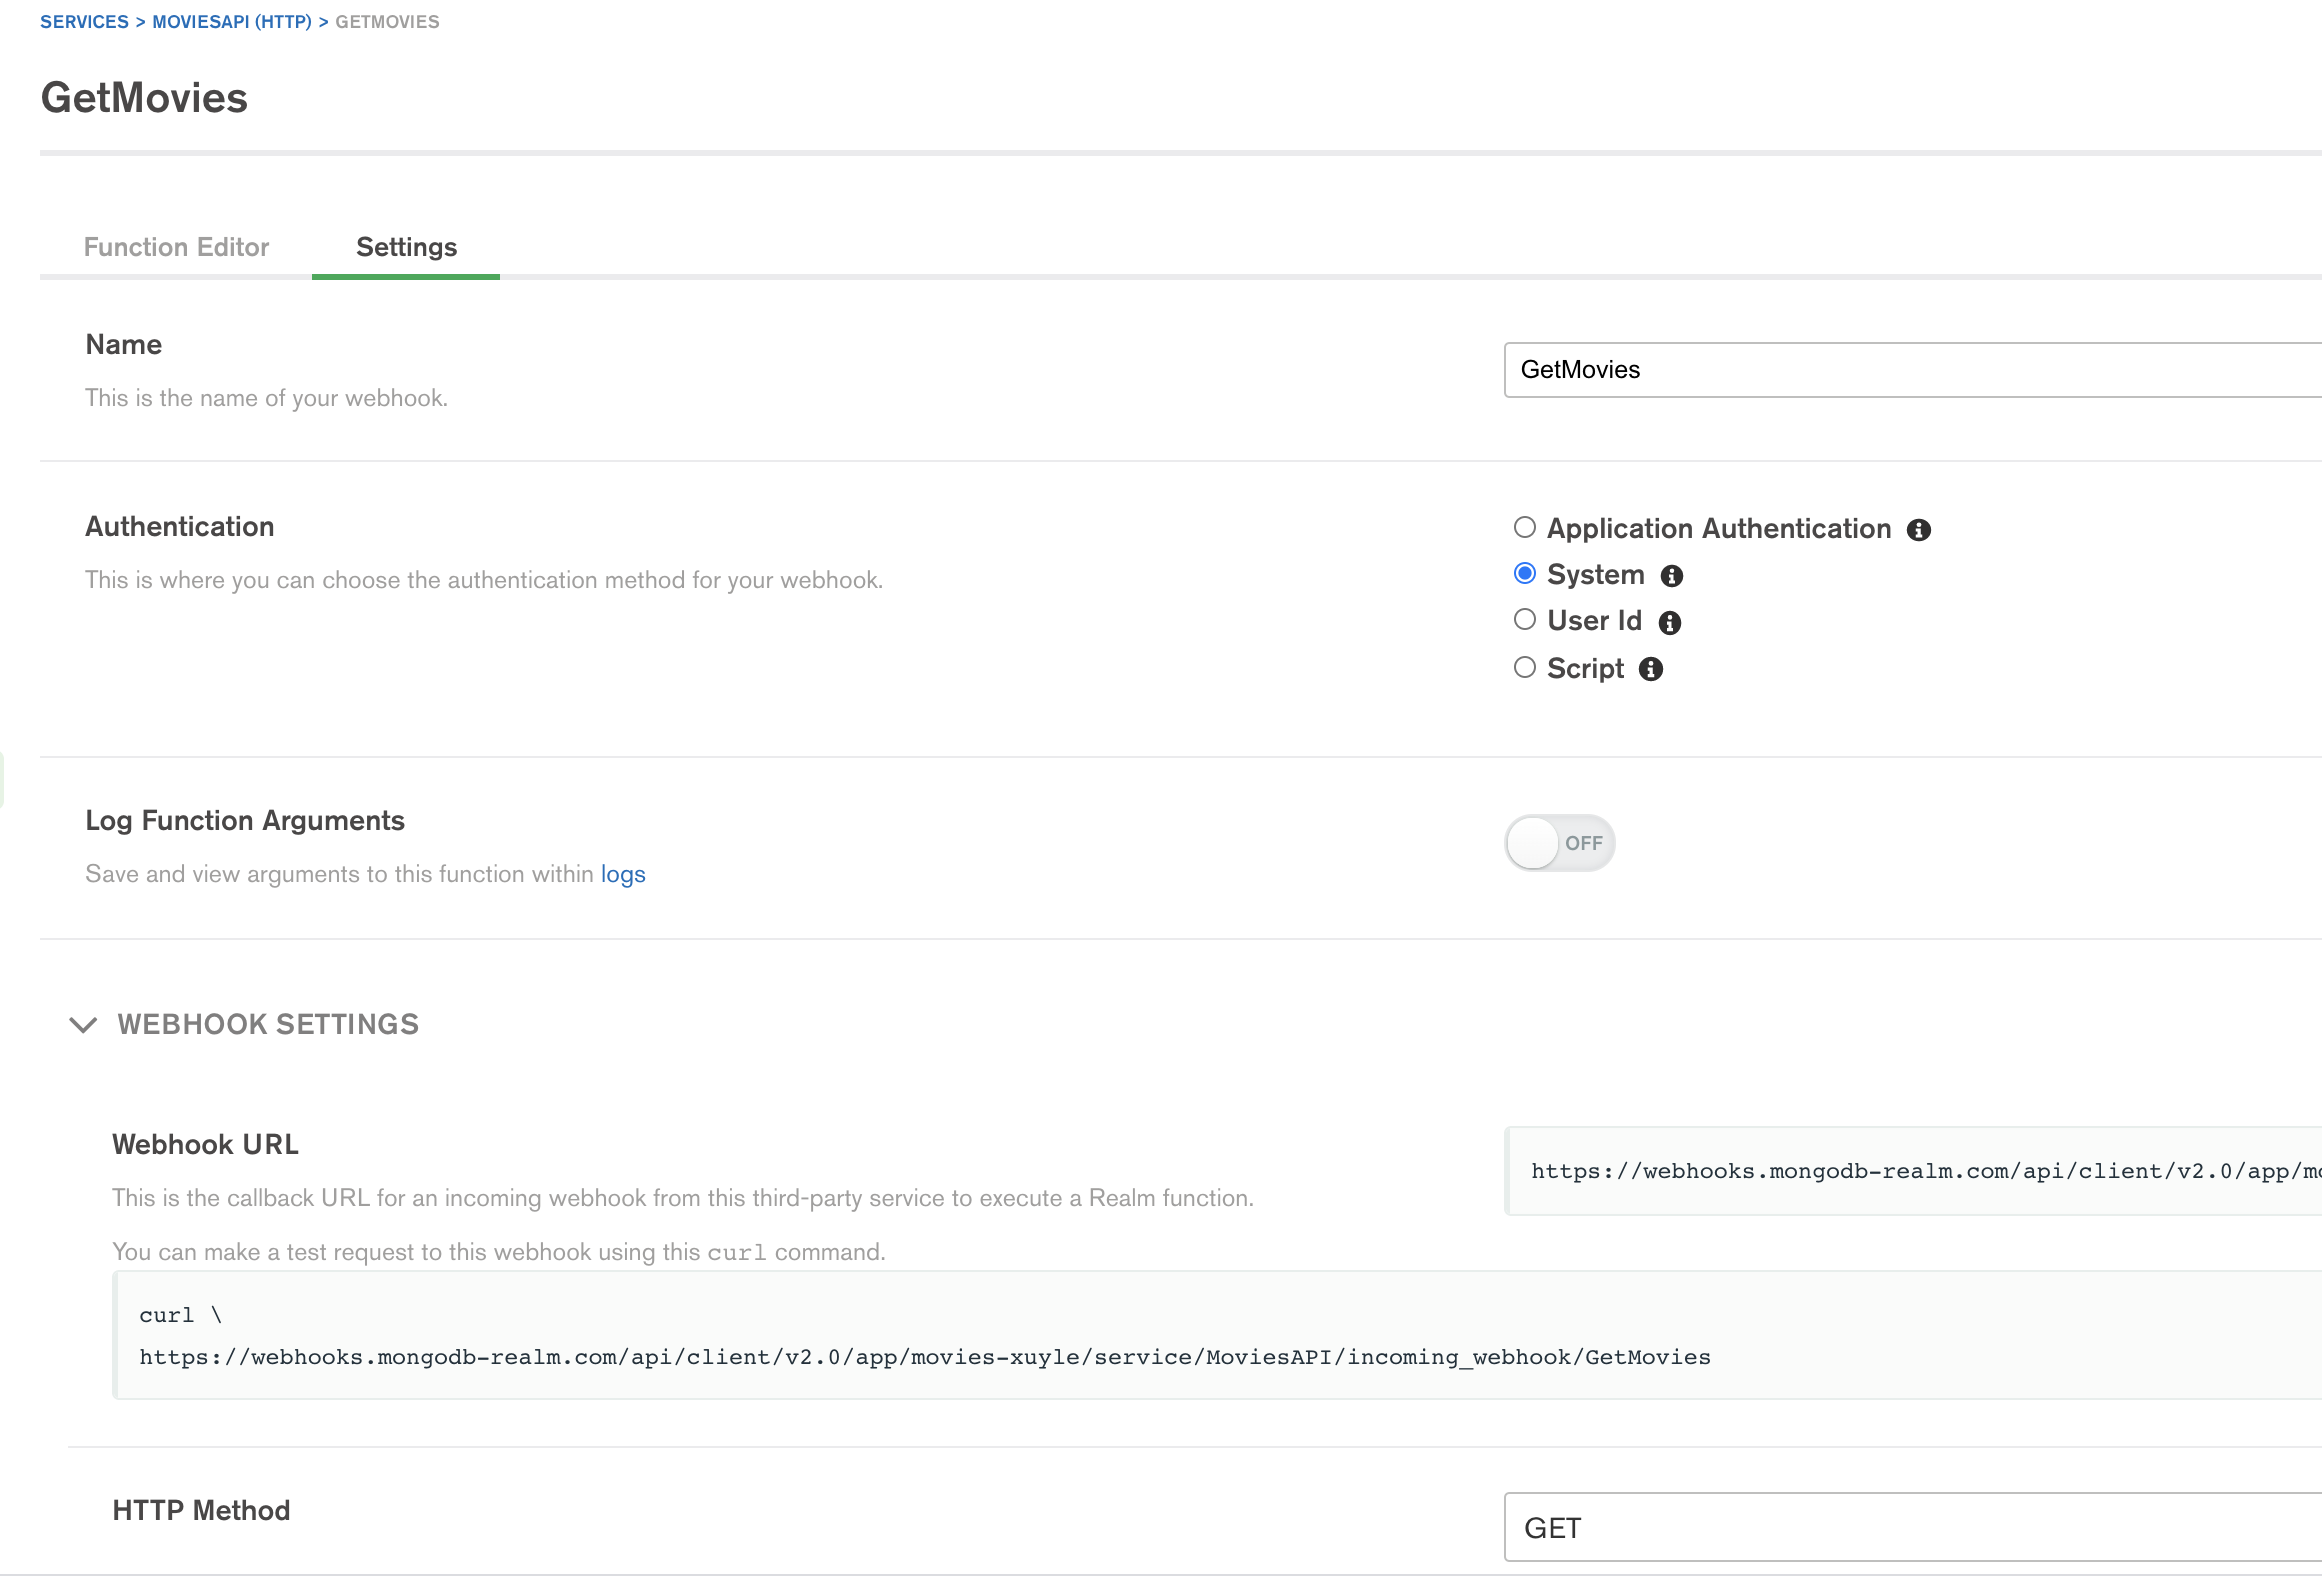 SERVICES > MOVIESAPI (HTTP) > GETMOVIES
GetMovies
Function Editor Settings
Name
This is the name of your webhook.
GetMovies
Authentication
This is where you can choose the authentication method for your webhook.
Application Authentication
System
User Id
Script
Log Function Arguments
Save and view arguments to this function within logs
OFF
WEBHOOK SETTINGS
Webhook URL
This is the callback URL for an incoming webhook from this third-party service to execute a Realm function.
https://webhooks.mongodb-realm.com/api/client/v2.0/app/mo
You can make a test request to this webhook using this curl command.
curl \
https://webhooks.mongodb-realm.com/api/client/v2.0/app/movies-xuyle/service/MoviesAPI/incoming_webhook/GetMovies
HTTP Method
GET